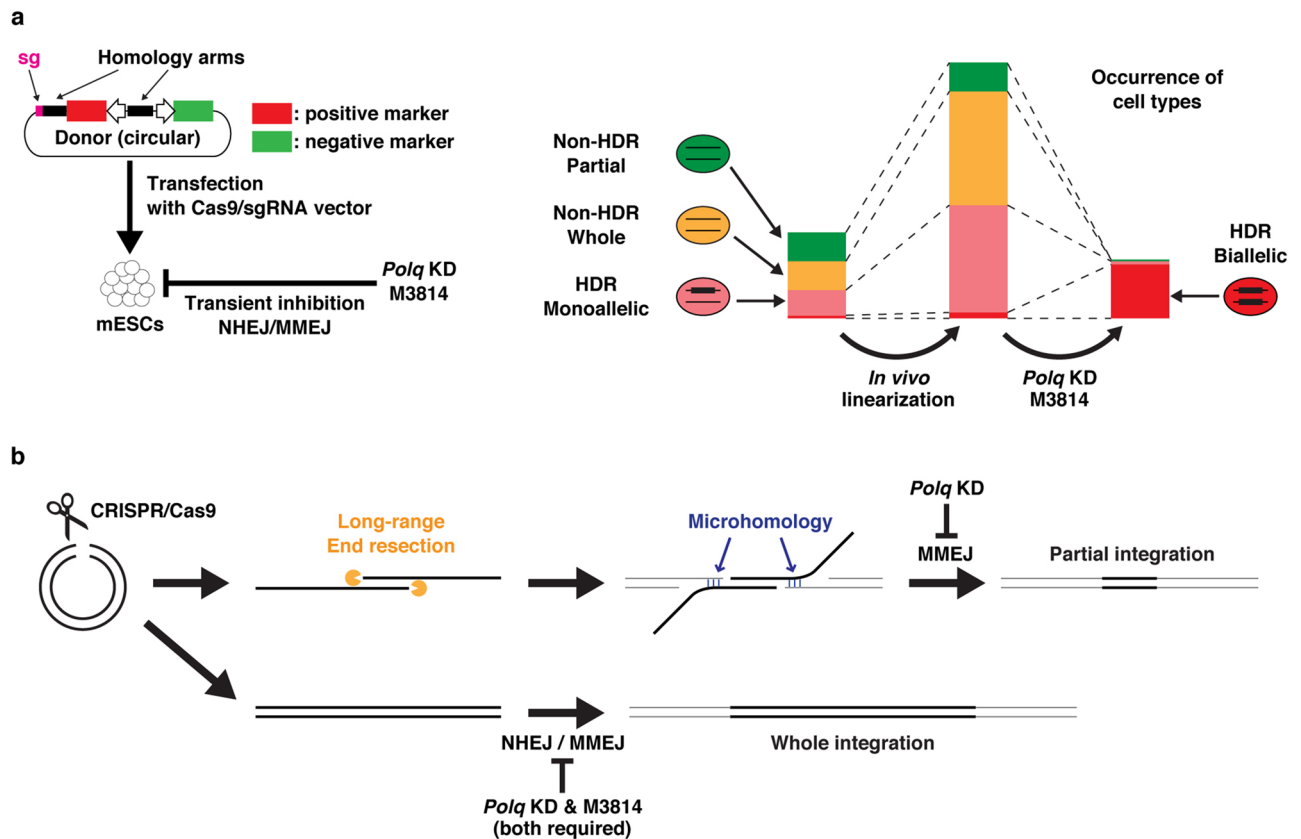 a
sg
Homology arms
: positive marker
: negative marker
Donor (circular)
Transfection
with Cas9/sgRNA vector
mESCs
Polq KD
M3814
Transient inhibition
NHEJ/MMEJ
Occurrence of
cell types
Non-HDR
Partial
Non-HDR
Whole
HDR
Monoallelic
HDR
Biallelic
In vivo
linearization
Polq KD
M3814
b
CRISPR/Cas9
Long-range
End resection
Microhomology
Polq KD
MMEJ
Partial integration
NHEJ / MMEJ
Whole integration
Polq KD & M3814
(both required)